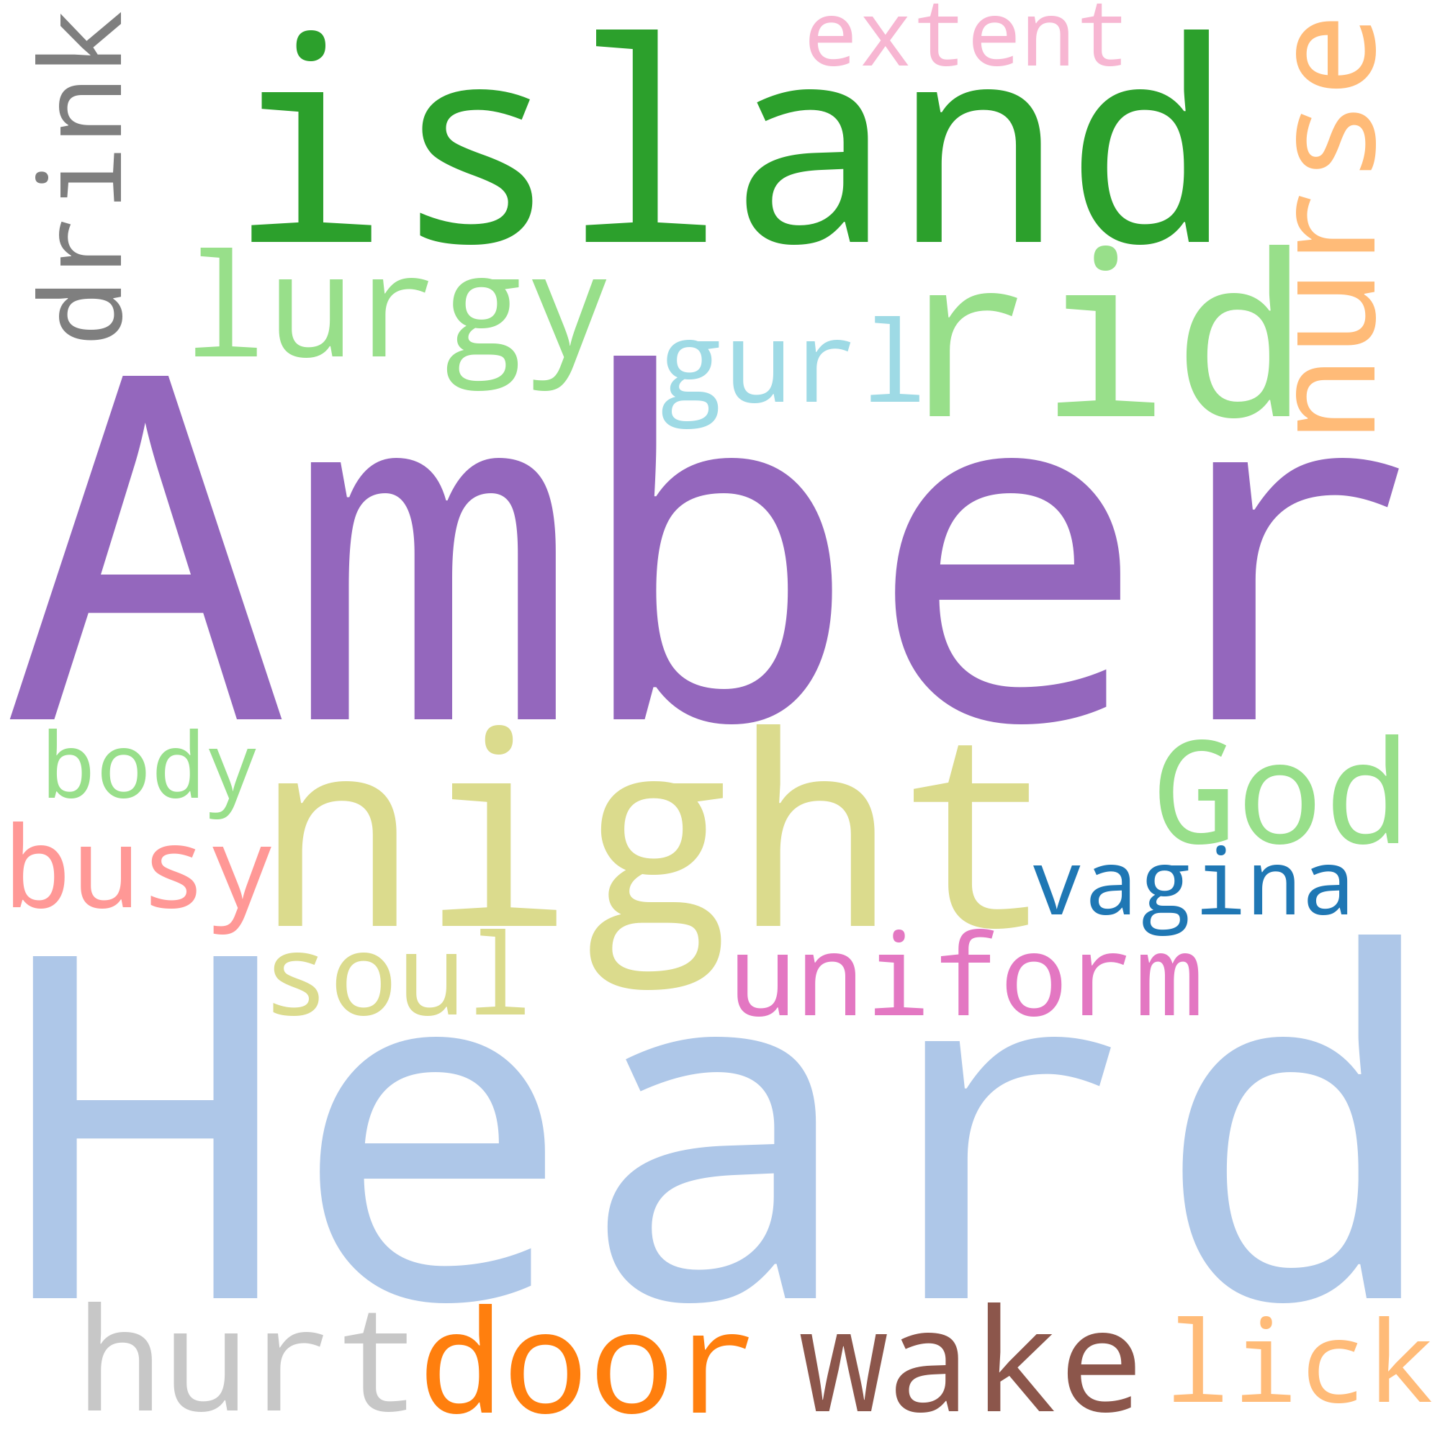 drink
island
extent
nurse
lurgy
gurl
rid
Amber
body
night
God
busy
vagina
soul
uniform
Heard
hurt
door
wake
lick